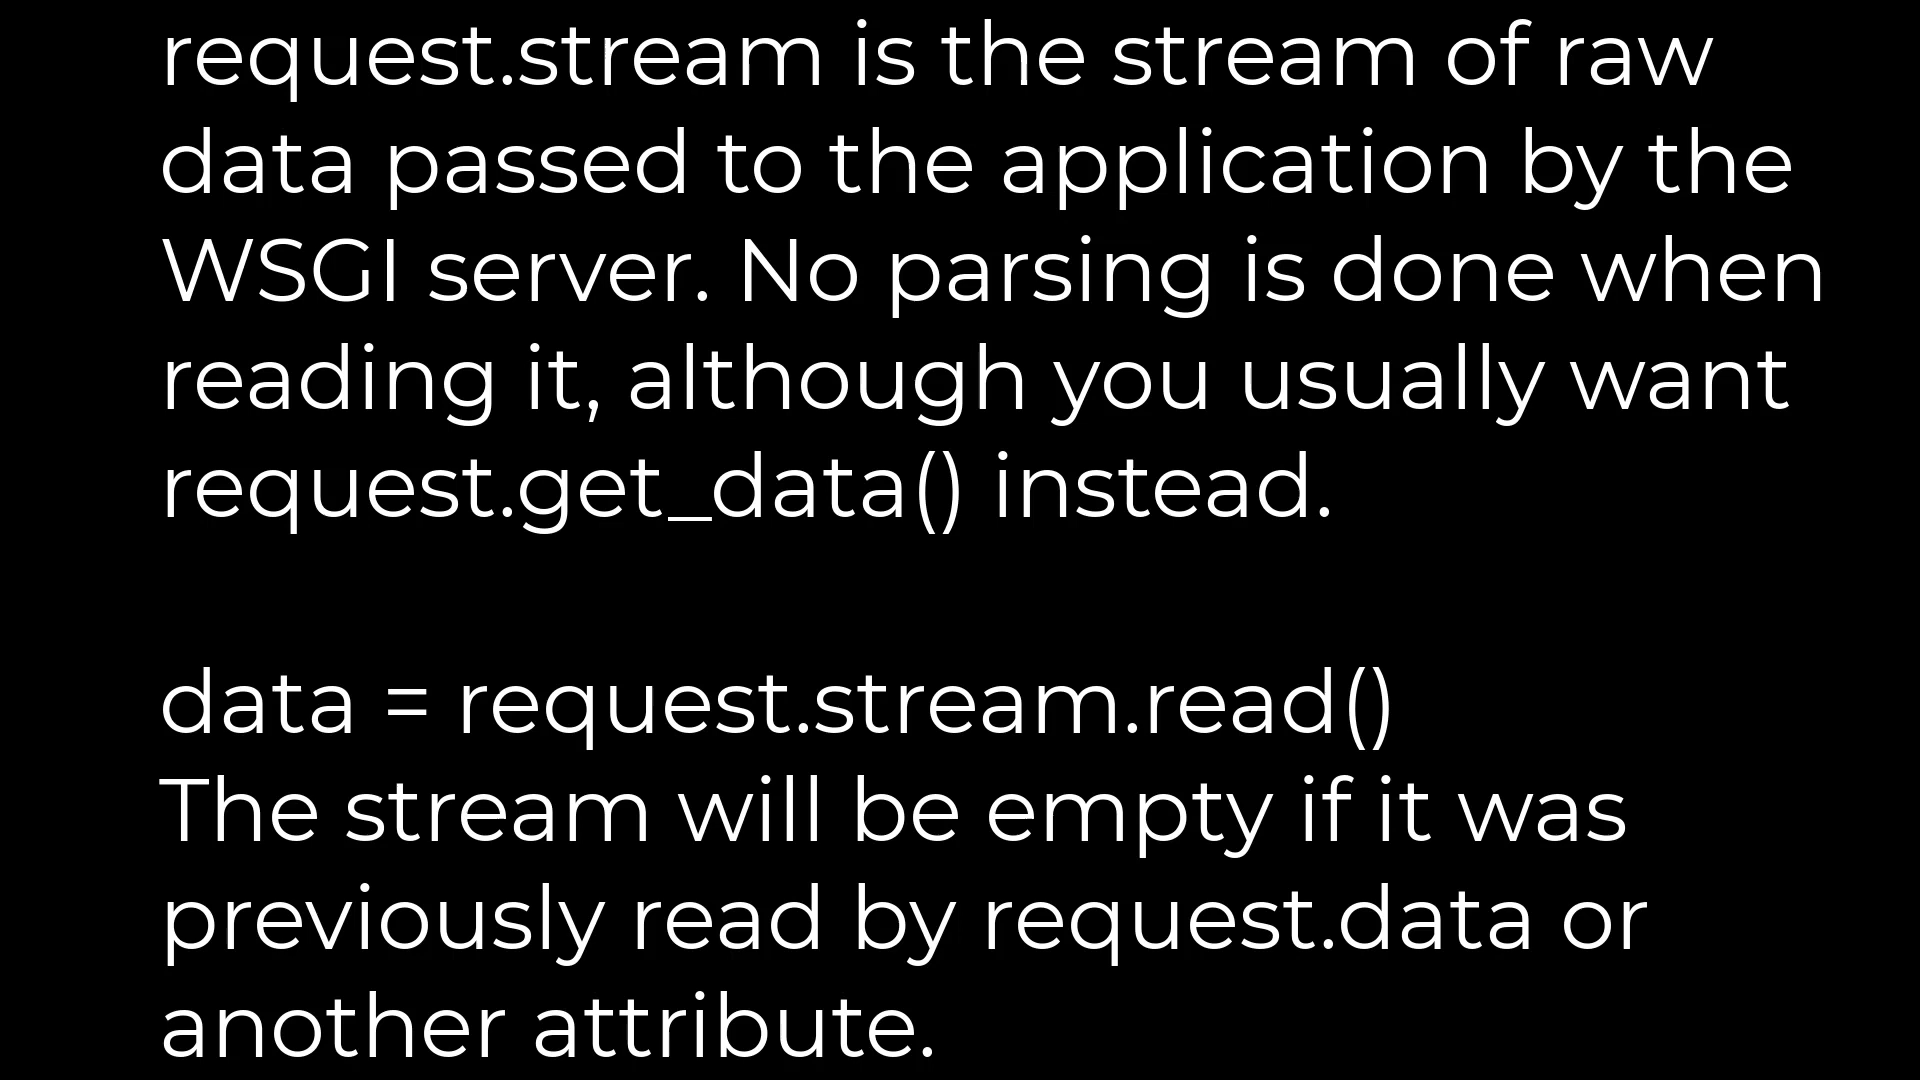 request.stream is the stream of raw
data passed to the application by the
WSGI server. No parsing is done when
reading it, although you usually want
request.get_data() instead.
data = request.stream.read()
The stream will be empty if it was
previously read by request.data or
another attribute.